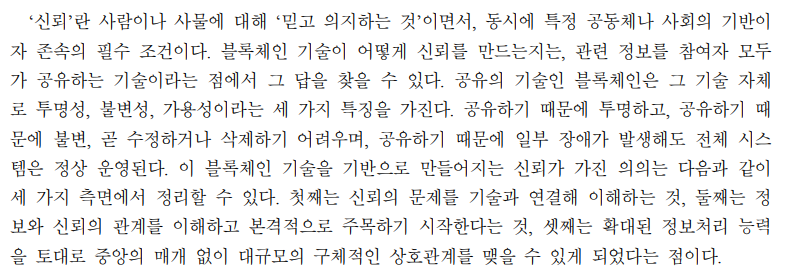 ‘신뢰’란 사람이나 사물에 대해 ‘믿고 의지하는 것’이면서, 동시에 특정 공동체나 사회의 기반이
자 존속의 필수 조건이다. 블록체인 기술이 어떻게 신뢰를 만드는지는, 관련 정보를 참여자 모두
가 공유하는 기술이라는 점에서 그 답을 찾을 수 있다. 공유의 기술인 블록체인은 그 기술 자체
로 투명성, 불변성, 가용성이라는 세 가지 특징을 가진다. 공유하기 때문에 투명하고, 공유하기 때
문에 불변, 곧 수정하거나 삭제하기 어려우며, 공유하기 때문에 일부 장애가 발생해도 전체 시스
템은 정상 운영된다. 이 블록체인 기술을 기반으로 만들어지는 신뢰가 가진 의의는 다음과 같이
세 가지 측면에서 정리할 수 있다. 첫째는 신뢰의 문제를 기술과 연결해 이해하는 것, 둘째는 정
보와 신뢰의 관계를 이해하고 본격적으로 주목하기 시작한다는 것, 셋째는 확대된 정보처리 능력
을 토대로 중앙의 매개 없이 대규모의 구체적인 상호관계를 맺을 수 있게 되었다는 점이다.